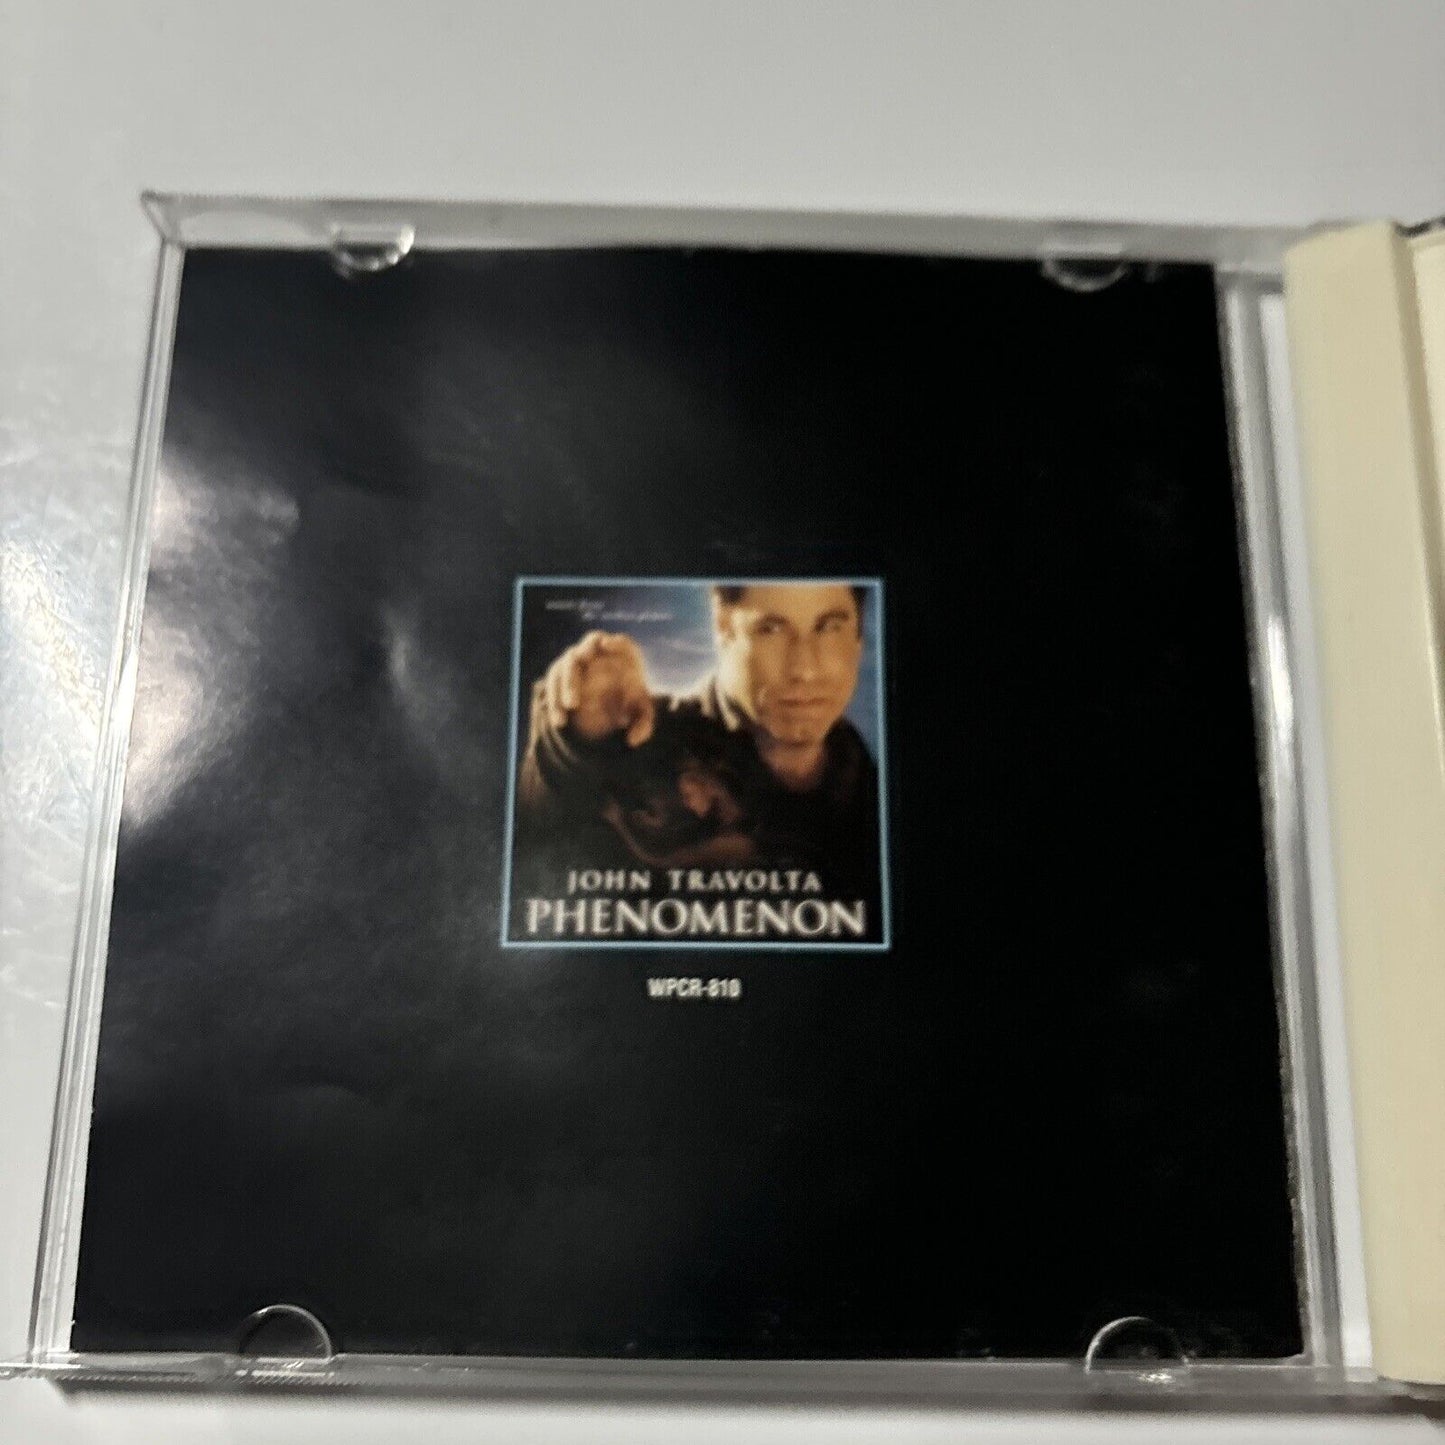 JOHN TRAVOLTA
PHENOMENON
WPCR-818